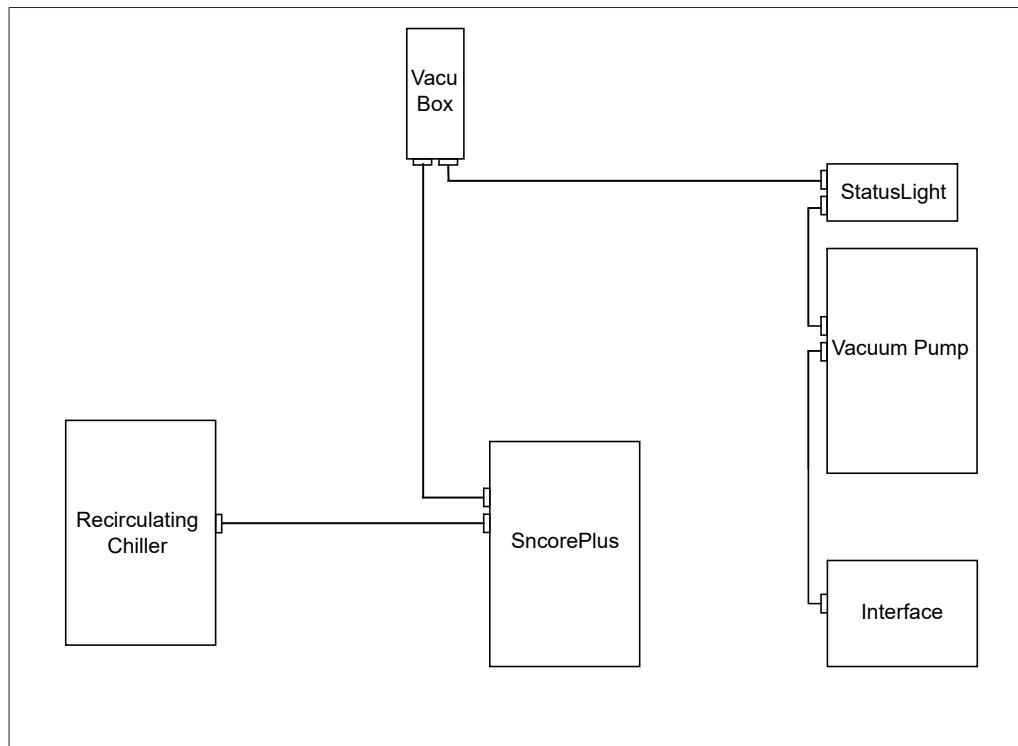 Vacu
Box
StatusLight
Vacuum Pump
Recirculating
Chiller
SncorePlus
Interface